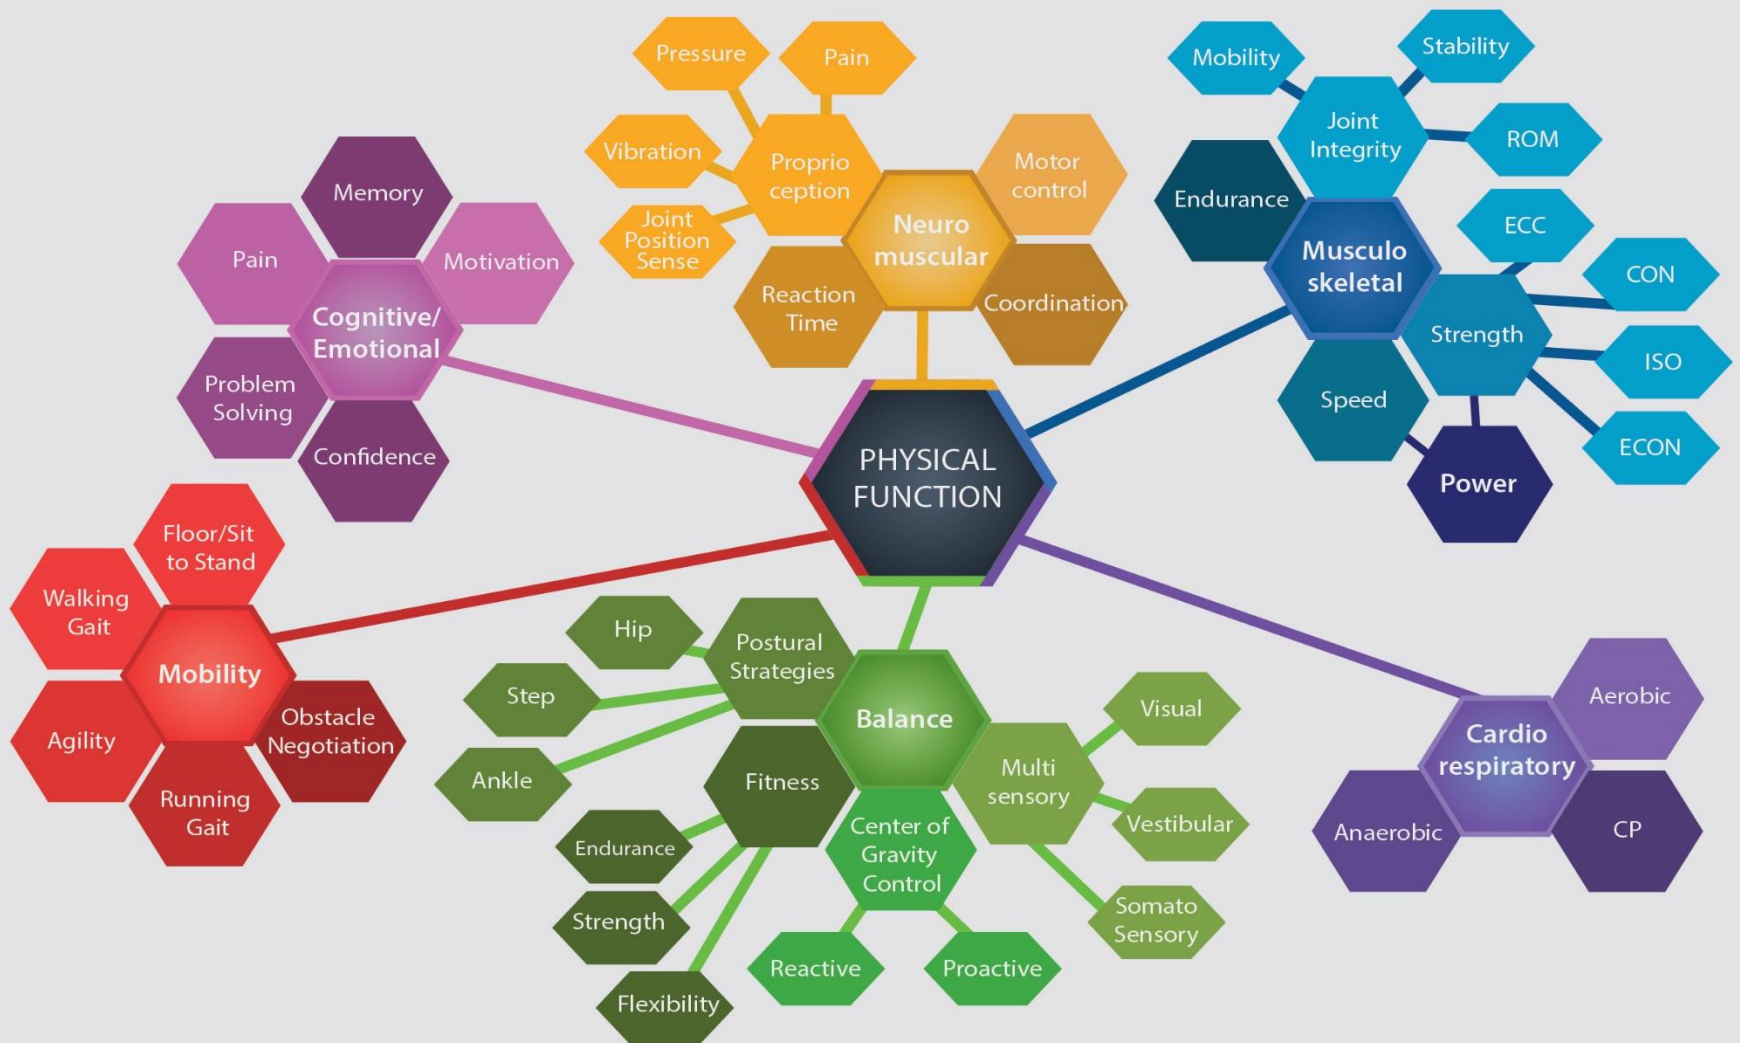 PHYSICAL
FUNCTION
Cognitive/
Emotional
Memory
Motivation
Pain
Problem
Solving
Confidence
Neuro
muscular
Proprio
ception
Pressure
Pain
Vibration
Joint
Position
Sense
Motor
control
Reaction
Time
Coordination
Musculo
skeletal
Joint
Integrity
Mobility
Stability
ROM
Endurance
Strength
ECC
CON
ISO
ECON
Speed
Power
Mobility
Floor/Sit
to Stand
Walking
Gait
Agility
Running
Gait
Obstacle
Negotiation
Balance
Postural
Strategies
Hip
Step
Ankle
Fitness
Endurance
Strength
Flexibility
Center of
Gravity
Control
Reactive
Proactive
Multi
sensory
Visual
Vestibular
Somato
Sensory
Cardio
respiratory
Aerobic
Anaerobic
CP